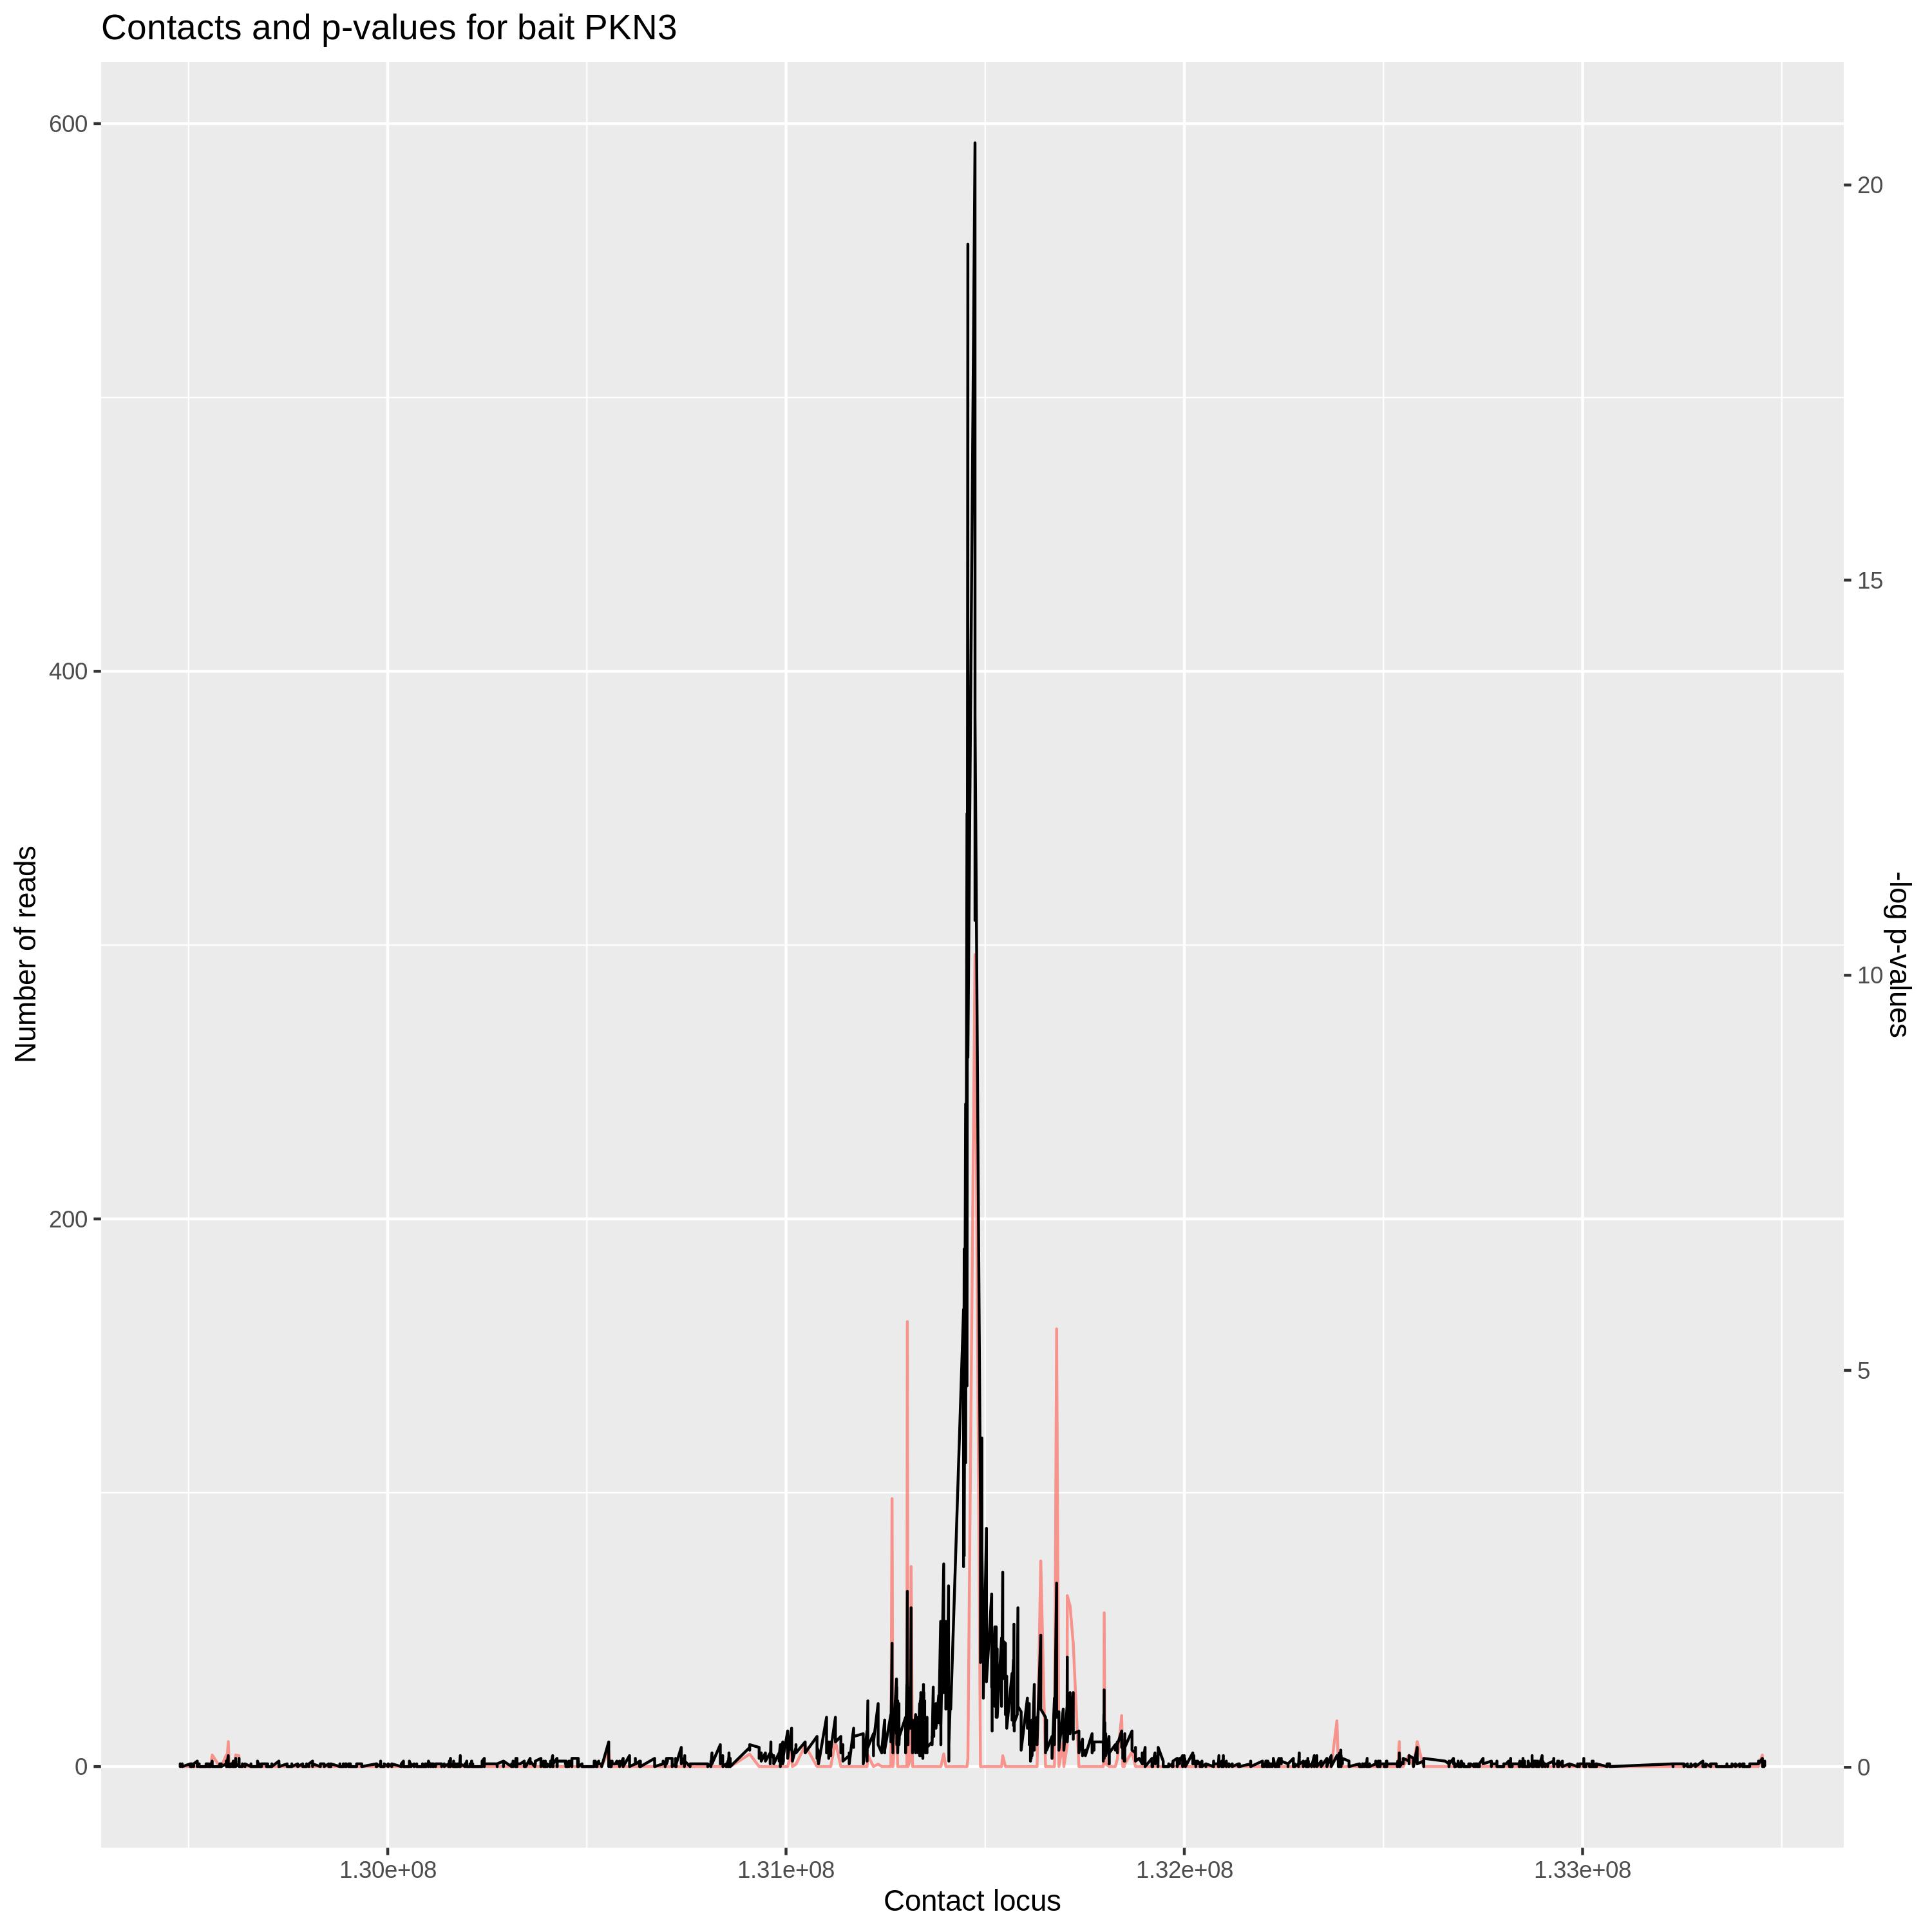 Contacts and p-values for bait PKN3
600
400
200
0
Number of reads
20
15
10
5
0
-log p-values
1.30e+08
1.31e+08
1.32e+08
1.33e+08
Contact locus